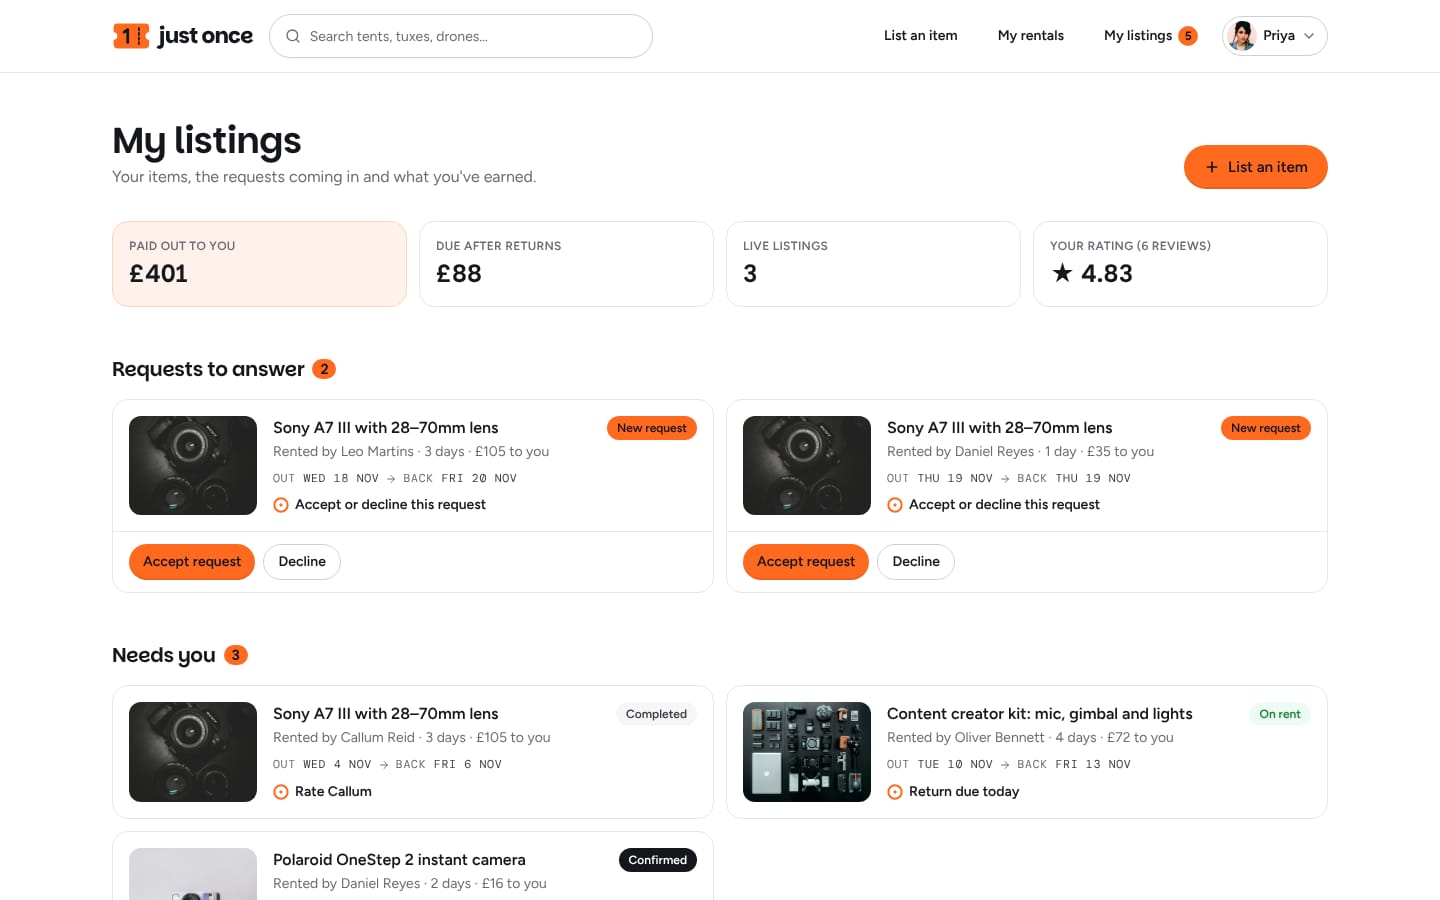 1 just once
Search tents, tuxes, drones...
List an item
My rentals
My listings 5
Priya
My listings
Your items, the requests coming in and what you've earned.
+ List an item
PAID OUT TO YOU
£401
DUE AFTER RETURNS
£88
LIVE LISTINGS
3
YOUR RATING (6 REVIEWS)
★ 4.83
Requests to answer 2
Sony A7 III with 28–70mm lens
New request
Rented by Leo Martins · 3 days · £105 to you
OUT WED 18 NOV → BACK FRI 20 NOV
Accept or decline this request
Accept request
Decline
Sony A7 III with 28–70mm lens
New request
Rented by Daniel Reyes · 1 day · £35 to you
OUT THU 19 NOV → BACK THU 19 NOV
Accept or decline this request
Accept request
Decline
Needs you 3
Sony A7 III with 28–70mm lens
Completed
Rented by Callum Reid · 3 days · £105 to you
OUT WED 4 NOV → BACK FRI 6 NOV
Rate Callum
Content creator kit: mic, gimbal and lights
On rent
Rented by Oliver Bennett · 4 days · £72 to you
OUT TUE 10 NOV → BACK FRI 13 NOV
Return due today
Polaroid OneStep 2 instant camera
Confirmed
Rented by Daniel Reyes · 2 days · £16 to you